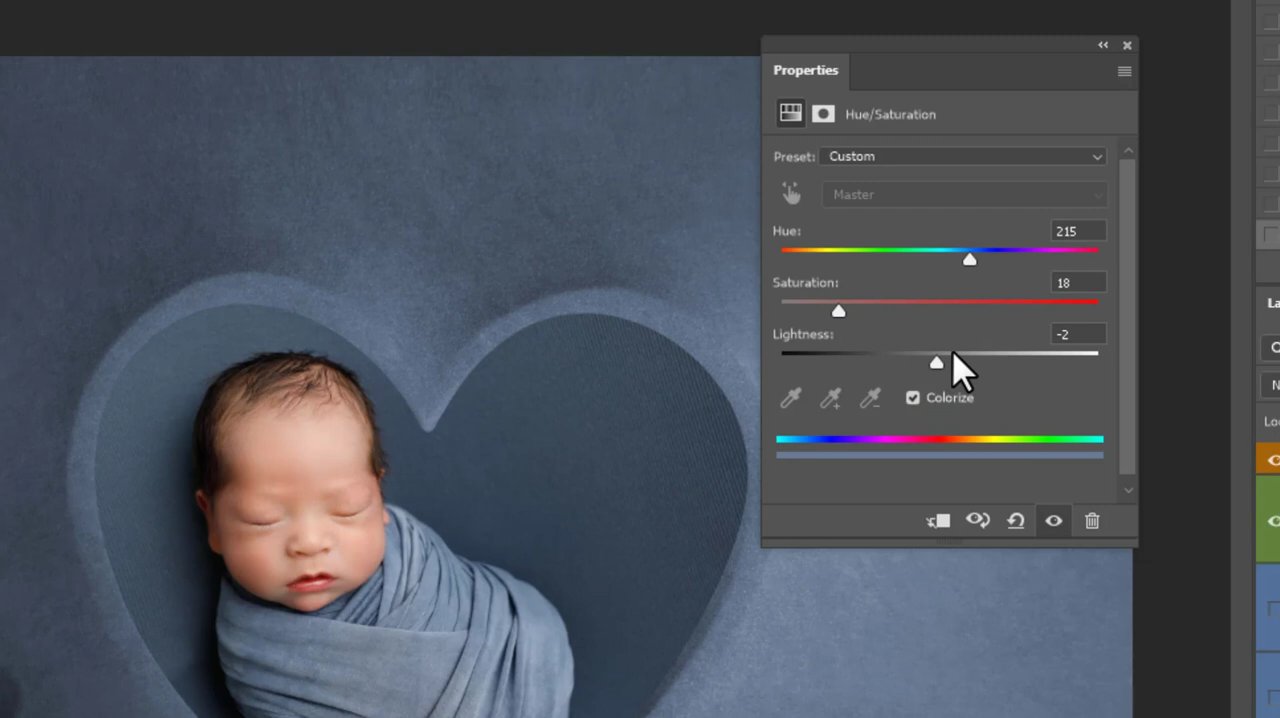 Properties
Hue/Saturation
Preset: Custom
Master
Hue: 215
Saturation: 18
Lightness: -2
Colorize